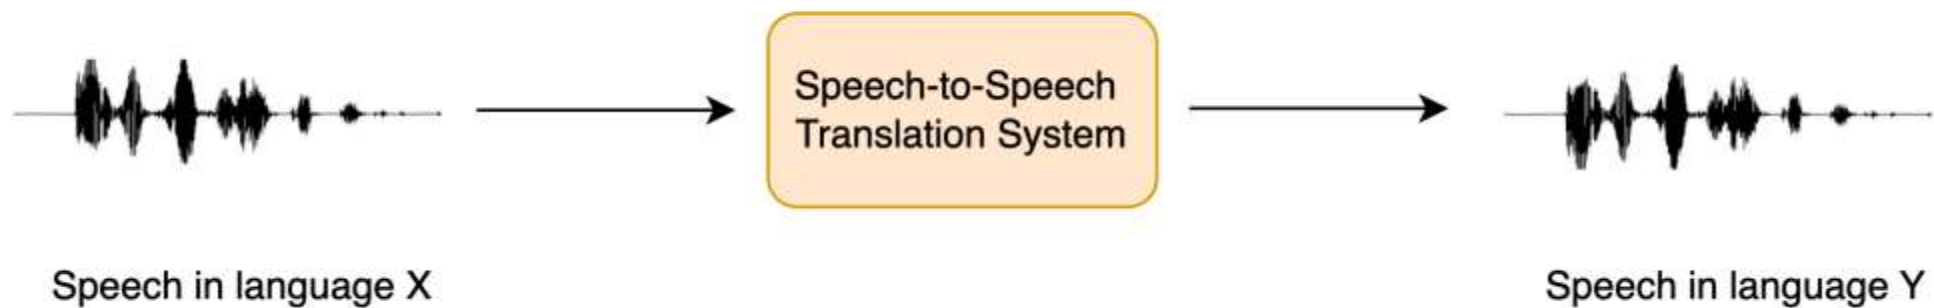 Speech-to-Speech
Translation System
Speech in language X
Speech in language Y